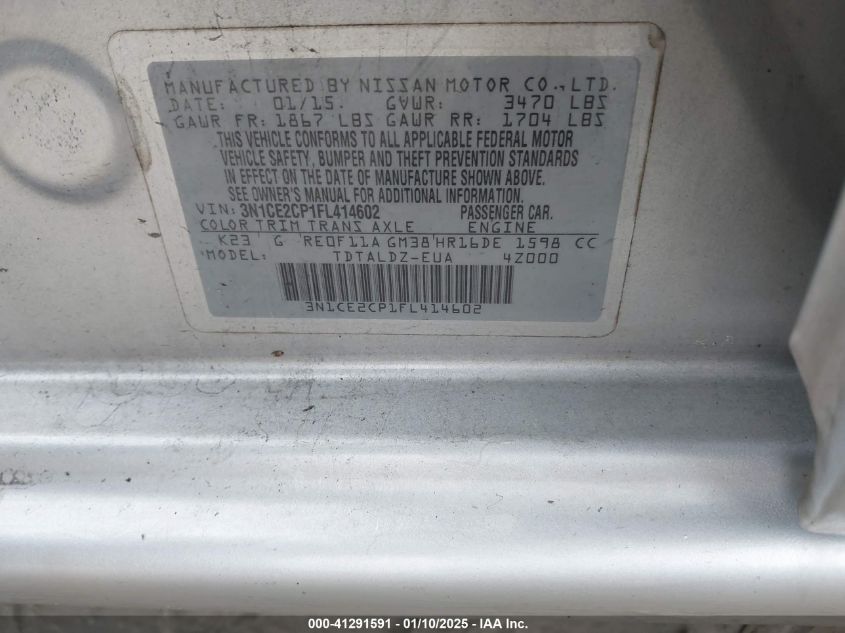 MANUFACTURED BY NISSAN MOTOR CO., LTD.
DATE: 01/15. GVWR: 3470 LBS
GAWR FR: 1867 LBS GAWR RR: 1704 LBS
THIS VEHICLE CONFORMS TO ALL APPLICABLE FEDERAL MOTOR
VEHICLE SAFETY, BUMPER AND THEFT PREVENTION STANDARDS
IN EFFECT ON THE DATE OF MANUFACTURE SHOWN ABOVE.
SEE OWNER'S MANUAL FOR ADDITIONAL INFORMATION.
VIN: 3N1CE2CP1FL414602 PASSENGER CAR.
COLOR TRIM TRANS AXLE ENGINE
K23 G RE0F11A GM38 HR16DE 1598 CC
MODEL: TDTALDZ-EUA 4Z000
3N1CE2CP1FL414602
000-41291591 - 01/10/2025 - IAA Inc.